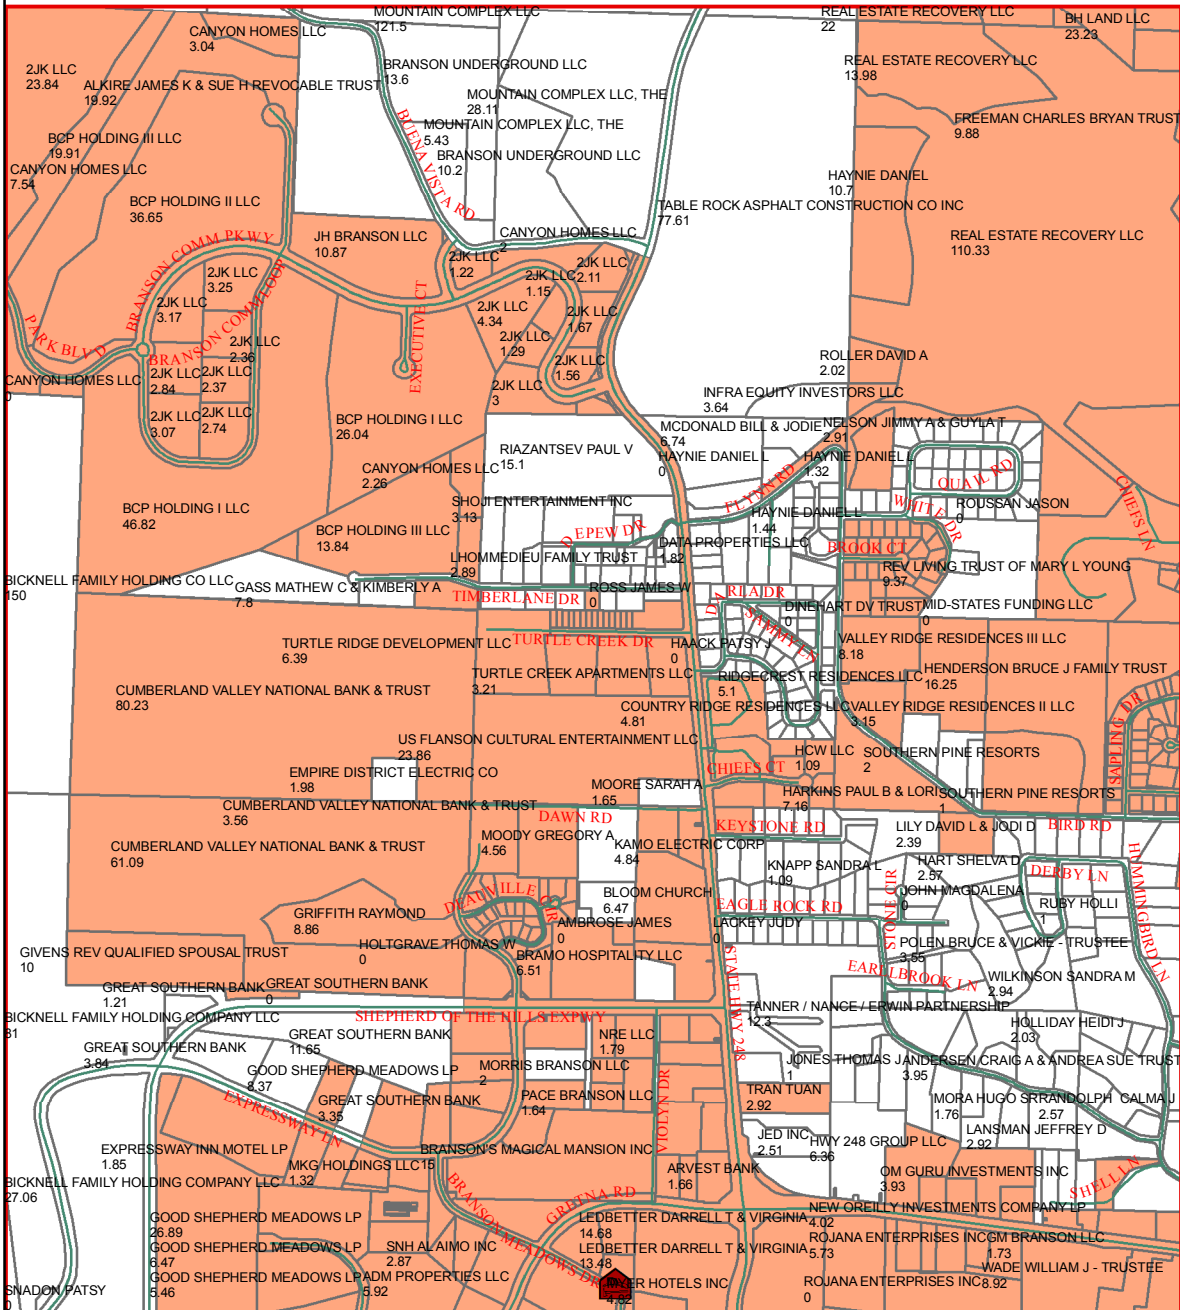 MOUNTAIN COMPLEX LLC
121.5
REAL ESTATE RECOVERY LLC
22
BH LAND LLC
23.23
CANYON HOMES LLC
3.04
2JK LLC
23.84
ALKIRE JAMES K & SUE H REVOCABLE TRUST
19.92
BRANSON UNDERGROUND LLC
13.6
REAL ESTATE RECOVERY LLC
13.98
MOUNTAIN COMPLEX LLC, THE
28.11
MOUNTAIN COMPLEX LLC, THE
5.43
FREEMAN CHARLES BRYAN TRUST
9.88
BCP HOLDING III LLC
19.91
BRANSON UNDERGROUND LLC
10.2
CANYON HOMES LLC
7.54
BUENA VISTA RD
HAYNIE DANIEL
10.7
BCP HOLDING II LLC
36.65
TABLE ROCK ASPHALT CONSTRUCTION CO INC
77.61
JH BRANSON LLC
10.87
CANYON HOMES LLC
2
REAL ESTATE RECOVERY LLC
110.33
BRANSON COMM PKWY
2JK LLC
3.25
2JK LLC
1.22
2JK LLC
1.15
2JK LLC
2.11
2JK LLC
3.17
2JK LLC
4.34
2JK LLC
1.67
PARK BLVD
BRANSON COMM LOOP
EXECUTIVE CT
2JK LLC
2.36
2JK LLC
1.29
2JK LLC
1.56
ROLLER DAVID A
2.02
CANYON HOMES LLC
0
2JK LLC
2.84
2JK LLC
2.37
2JK LLC
3
INFRA EQUITY INVESTORS LLC
3.64
2JK LLC
3.07
2JK LLC
2.74
BCP HOLDING I LLC
26.04
MCDONALD BILL & JODIE
6.74
NELSON JIMMY A & GUYLA T
2.91
RIAZANTSEV PAUL V
15.1
HAYNIE DANIEL L
0
HAYNIE DANIEL L
1.32
CANYON HOMES LLC
2.26
FLYNN RD
QUAIL RD
CHIEFS LN
BCP HOLDING I LLC
46.82
SHOJI ENTERTAINMENT INC
3.13
HAYNIE DANIEL L
1.44
WHITE DR
ROUSSAN JASON
0
BCP HOLDING III LLC
13.84
DEPEW DR
DATA PROPERTIES LLC
1.82
BROOK CT
LHOMMEDIEU FAMILY TRUST
2.89
REV LIVING TRUST OF MARY L YOUNG
9.37
BICKNELL FAMILY HOLDING CO LLC
150
GASS MATHEW C & KIMBERLY A
7.8
TIMBERLANE DR
ROSS JAMES W
0
DARILA DR
DINEHART DV TRUST
0
MID-STATES FUNDING LLC
0
SAMMY LN
TURTLE RIDGE DEVELOPMENT LLC
6.39
TURTLE CREEK DR
HAACK PATSY J
0
VALLEY RIDGE RESIDENCES III LLC
8.18
TURTLE CREEK APARTMENTS LLC
3.21
RIDGECREST RESIDENCES LLC
5.1
HENDERSON BRUCE J FAMILY TRUST
16.25
CUMBERLAND VALLEY NATIONAL BANK & TRUST
80.23
COUNTRY RIDGE RESIDENCES LLC
4.81
VALLEY RIDGE RESIDENCES II LLC
3.15
SAPLING DR
US FLANSON CULTURAL ENTERTAINMENT LLC
23.86
HCW LLC
1.09
SOUTHERN PINE RESORTS
2
EMPIRE DISTRICT ELECTRIC CO
1.98
CHIEFS CT
MOORE SARAH A
1.65
HARKINS PAUL B & LORI
7.16
SOUTHERN PINE RESORTS
1
CUMBERLAND VALLEY NATIONAL BANK & TRUST
3.56
DAWN RD
KEYSTONE RD
LILY DAVID L & JODI D
2.39
BIRD RD
CUMBERLAND VALLEY NATIONAL BANK & TRUST
61.09
MOODY GREGORY A
4.56
KAMO ELECTRIC CORP
4.84
KNAPP SANDRA L
1.09
HART SHELVA D
2.57
DERBY LN
HUMMINGBIRD LN
DEAUVILLE CIR
BLOOM CHURCH
6.47
STONE CIR
JOHN MAGDALENA
0
RUBY HOLLI
1
GRIFFITH RAYMOND
8.86
EAGLE ROCK RD
AMBROSE JAMES
0
LACKEY JUDY
0
HOLTGRAVE THOMAS W
0
POLEN BRUCE & VICKIE - TRUSTEE
3.55
GIVENS REV QUALIFIED SPOUSAL TRUST
10
BRAMO HOSPITALITY LLC
6.51
STATE HWY 248
EARLLBROOK LN
WILKINSON SANDRA M
2.94
GREAT SOUTHERN BANK
1.21
GREAT SOUTHERN BANK
0
TANNER / NANCE / ERWIN PARTNERSHIP
12.3
BICKNELL FAMILY HOLDING COMPANY LLC
31
SHEPHERD OF THE HILLS EXPWY
HOLLIDAY HEIDI J
2.03
GREAT SOUTHERN BANK
11.65
NRE LLC
1.79
GREAT SOUTHERN BANK
3.84
JONES THOMAS J
1
ANDERSEN CRAIG A & ANDREA SUE TRUST
3.95
GOOD SHEPHERD MEADOWS LP
8.37
MORRIS BRANSON LLC
2
VIOLYN DR
EXPRESSWAY LN
GREAT SOUTHERN BANK
3.35
PACE BRANSON LLC
1.64
TRAN TUAN
2.92
MORA HUGO SR
1.76
RANDOLPH CALMA J
2.57
JED INC
2.51
LANSMAN JEFFREY D
2.92
EXPRESSWAY INN MOTEL LP
1.85
BRANSON'S MAGICAL MANSION INC
15
HWY 248 GROUP LLC
6.36
MKG HOLDINGS LLC
1.32
ARVEST BANK
1.66
OM GURU INVESTMENTS INC
3.93
SHELL LN
BICKNELL FAMILY HOLDING COMPANY LLC
27.06
BRANSON MEADOWS DR
GRETNA RD
GOOD SHEPHERD MEADOWS LP
26.89
LEDBETTER DARRELL T & VIRGINIA
14.68
NEW OREILLY INVESTMENTS COMPANY LP
4.02
GOOD SHEPHERD MEADOWS LP
6.47
SNH ALAIMO INC
2.87
LEDBETTER DARRELL T & VIRGINIA
13.48
ROJANA ENTERPRISES INC
5.73
GM BRANSON LLC
1.73
WADE WILLIAM J - TRUSTEE
8.92
GOOD SHEPHERD MEADOWS LP
5.46
ADM PROPERTIES LLC
5.92
HOTELS INC
ROJANA ENTERPRISES INC
0
SNADON PATSY
0